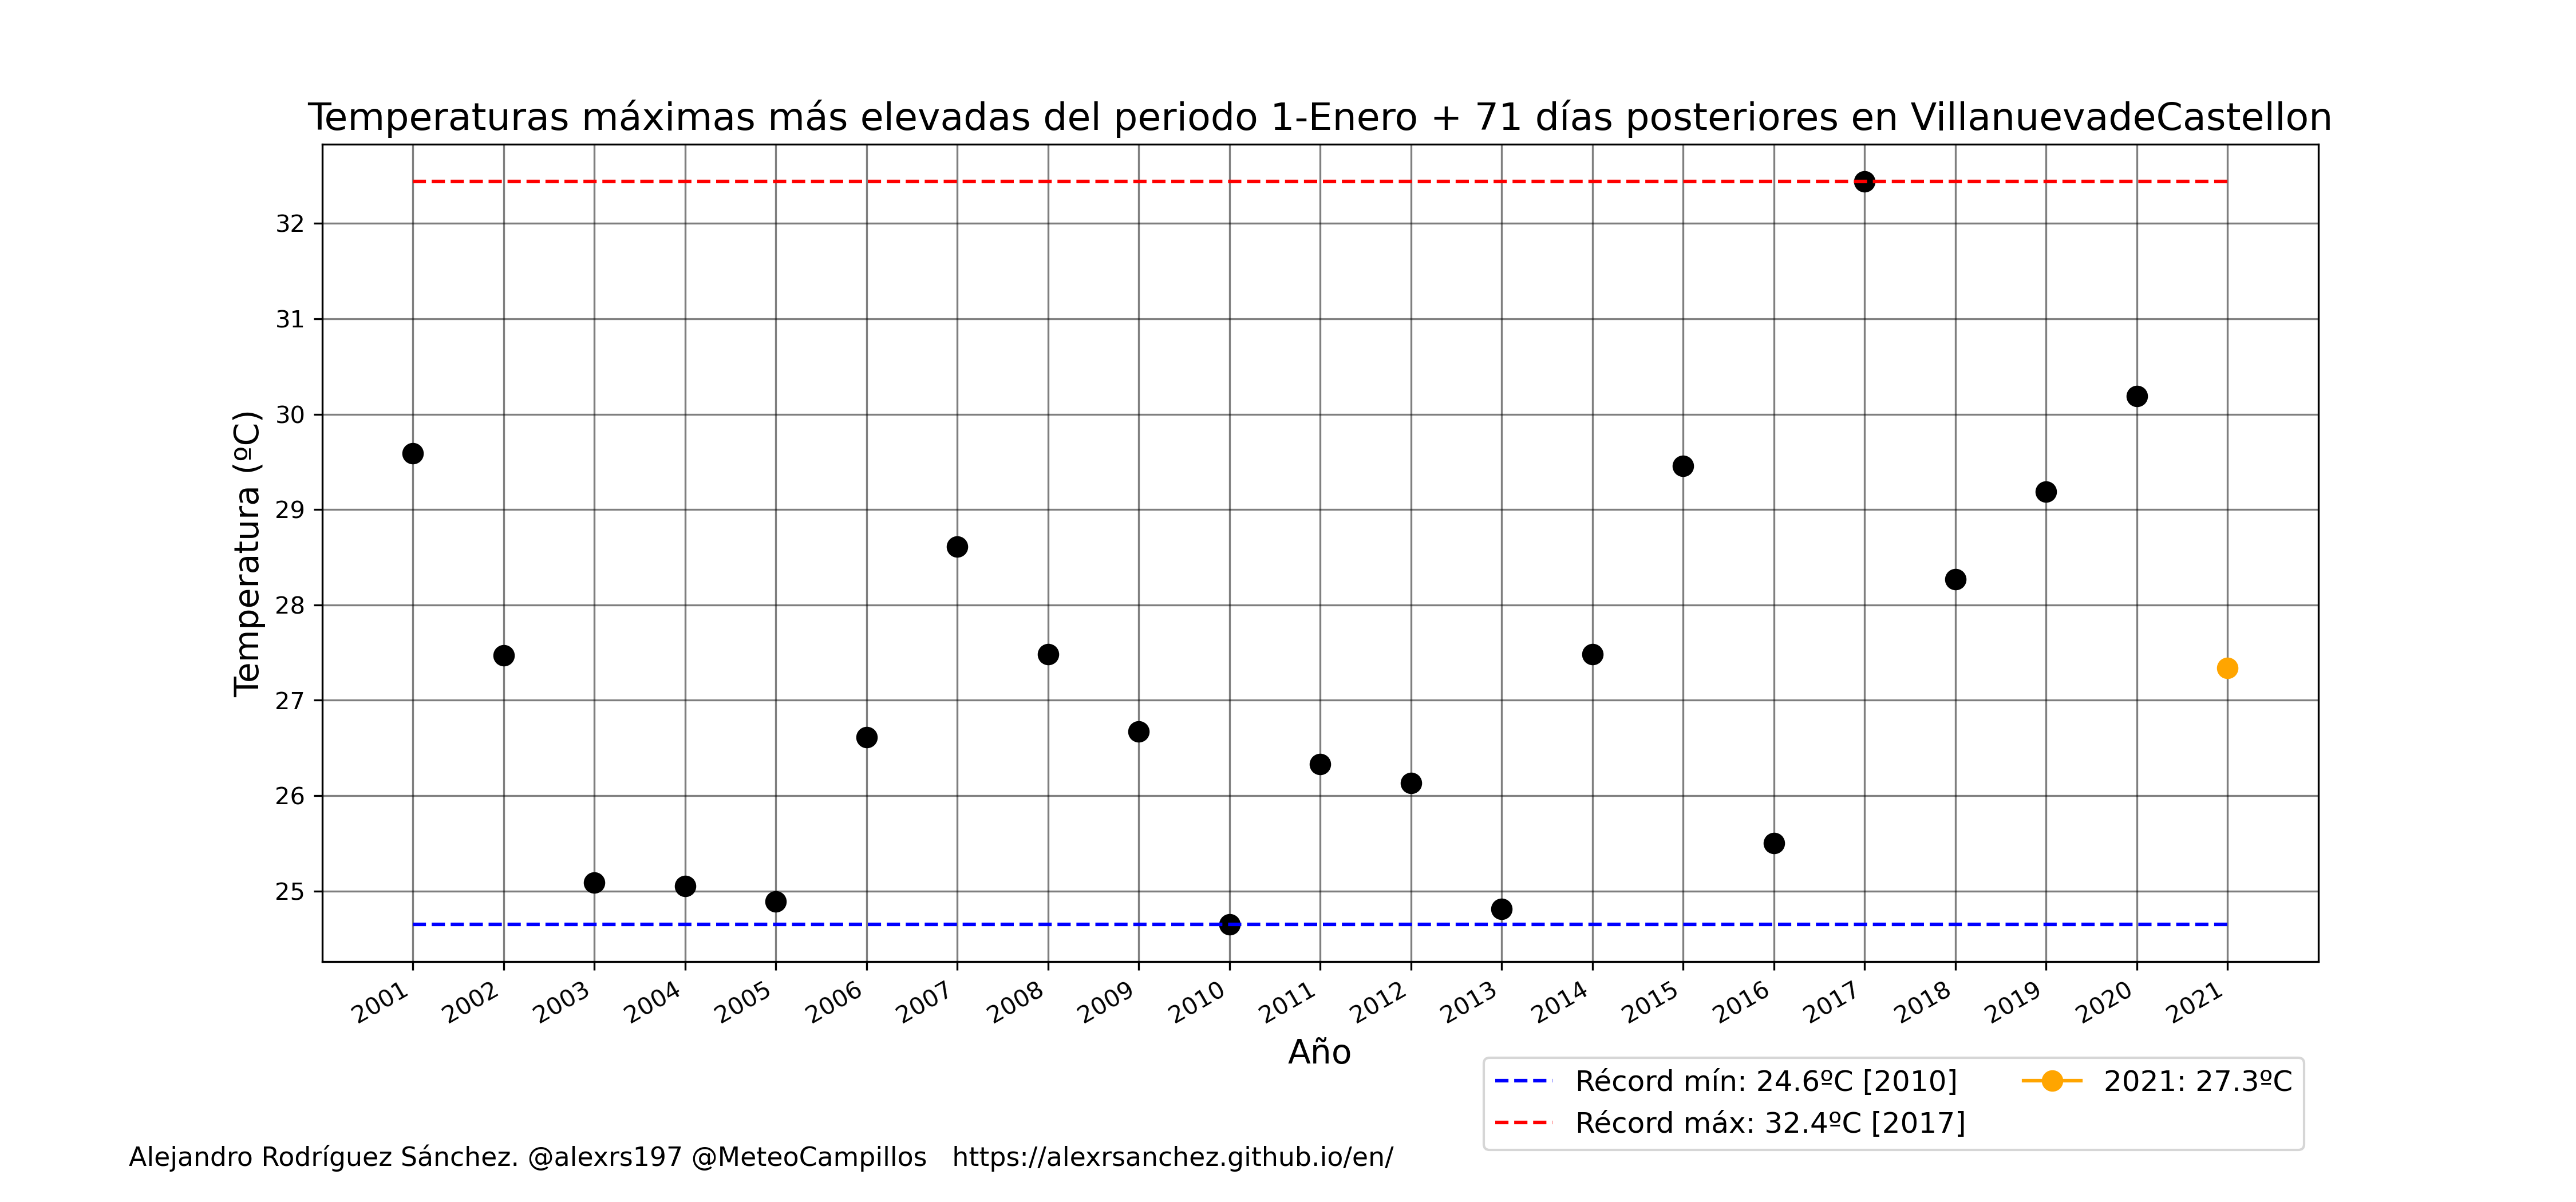 Temperaturas máximas más elevadas del periodo 1-Enero + 71 días posteriores en VillanuevadeCastellon
Temperatura (ºC)
32
31
30
29
28
27
26
25
2001 2002 2003 2004 2005 2006 2007 2008 2009 2010 2011 2012 2013 2014 2015 2016 2017 2018 2019 2020 2021
Año
Récord mín: 24.6ºC [2010]
Récord máx: 32.4ºC [2017]
2021: 27.3ºC
Alejandro Rodríguez Sánchez. @alexrs197 @MeteoCampillos https://alexrsanchez.github.io/en/